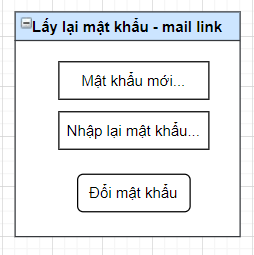 Lấy lại mật khẩu - mail link
Mật khẩu mới...
Nhập lại mật khẩu...
Đổi mật khẩu